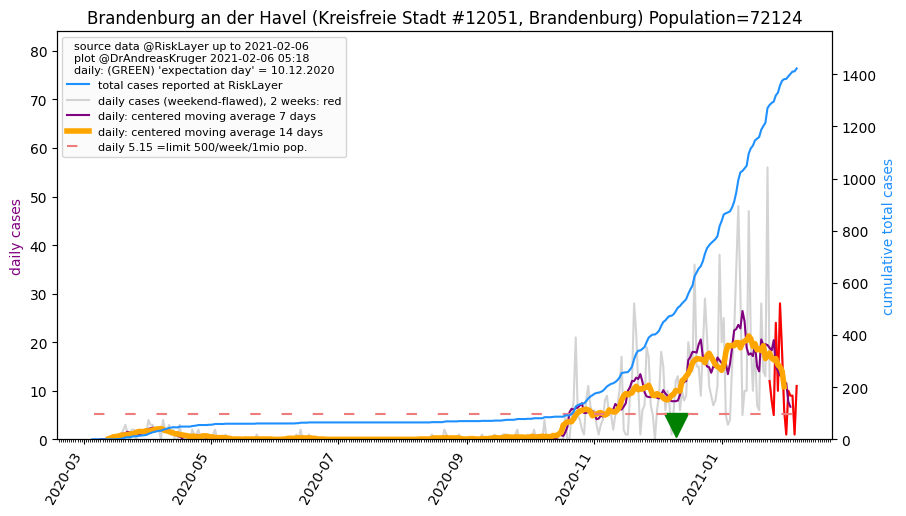 Brandenburg an der Havel (Kreisfreie Stadt #12051, Brandenburg) Population=72124
source data @RiskLayer up to 2021-02-06
plot @DrAndreasKruger 2021-02-06 05:18
daily: (GREEN) 'expectation day' = 10.12.2020
total cases reported at RiskLayer
daily cases (weekend-flawed), 2 weeks: red
daily: centered moving average 7 days
daily: centered moving average 14 days
daily 5.15 =limit 500/week/1mio pop.
daily cases
80
70
60
50
40
30
20
10
0
cumulative total cases
1400
1200
1000
800
600
400
200
0
2020-03
2020-05
2020-07
2020-09
2020-11
2021-01